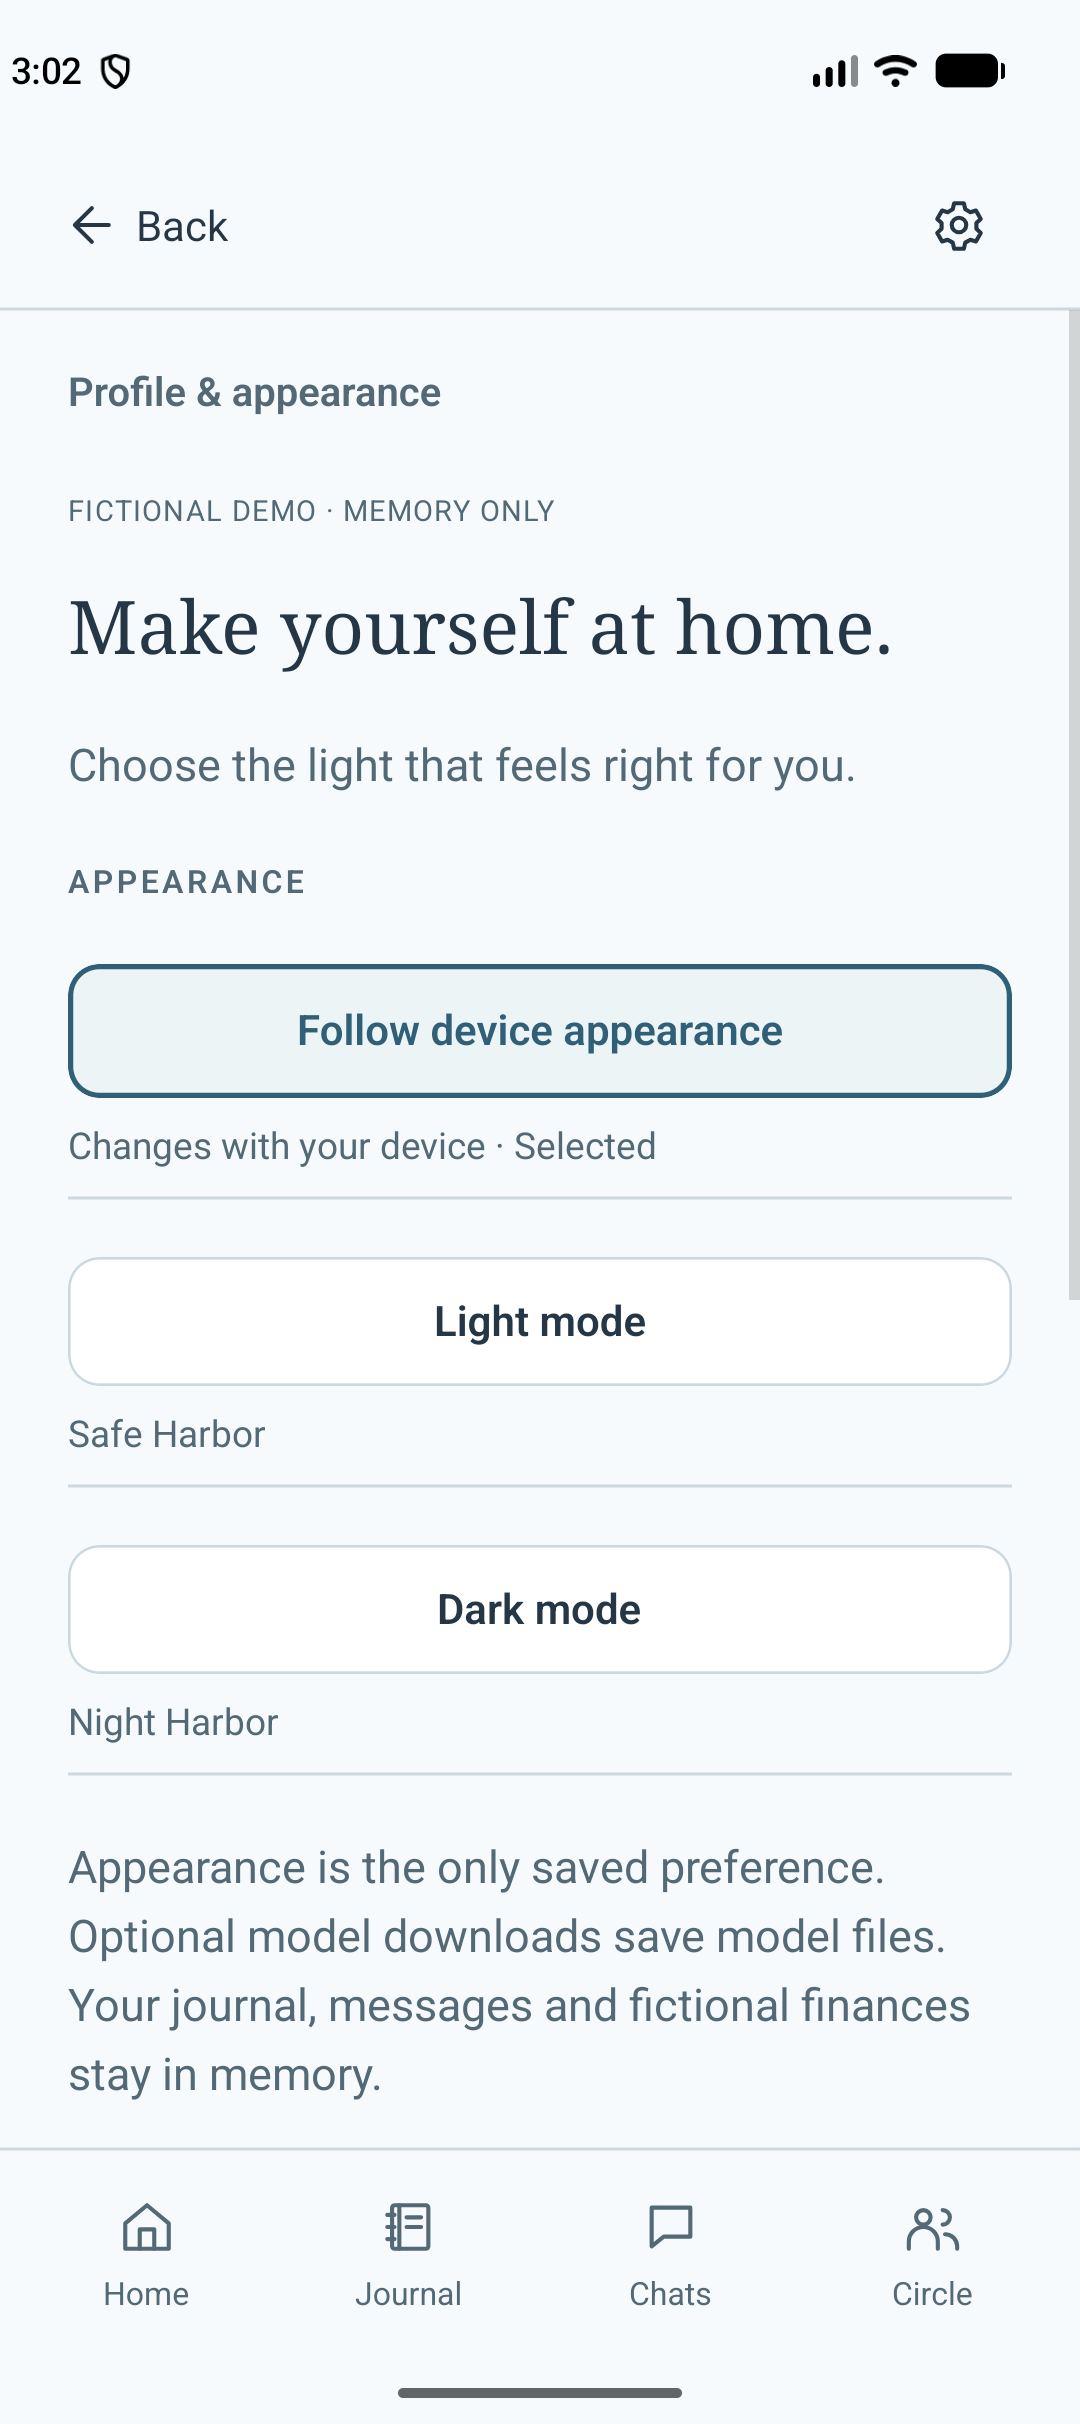 3:02
Back
Profile & appearance
FICTIONAL DEMO · MEMORY ONLY
Make yourself at home.
Choose the light that feels right for you.
APPEARANCE
Follow device appearance
Changes with your device · Selected
Light mode
Safe Harbor
Dark mode
Night Harbor
Appearance is the only saved preference.
Optional model downloads save model files.
Your journal, messages and fictional finances
stay in memory.
Home
Journal
Chats
Circle